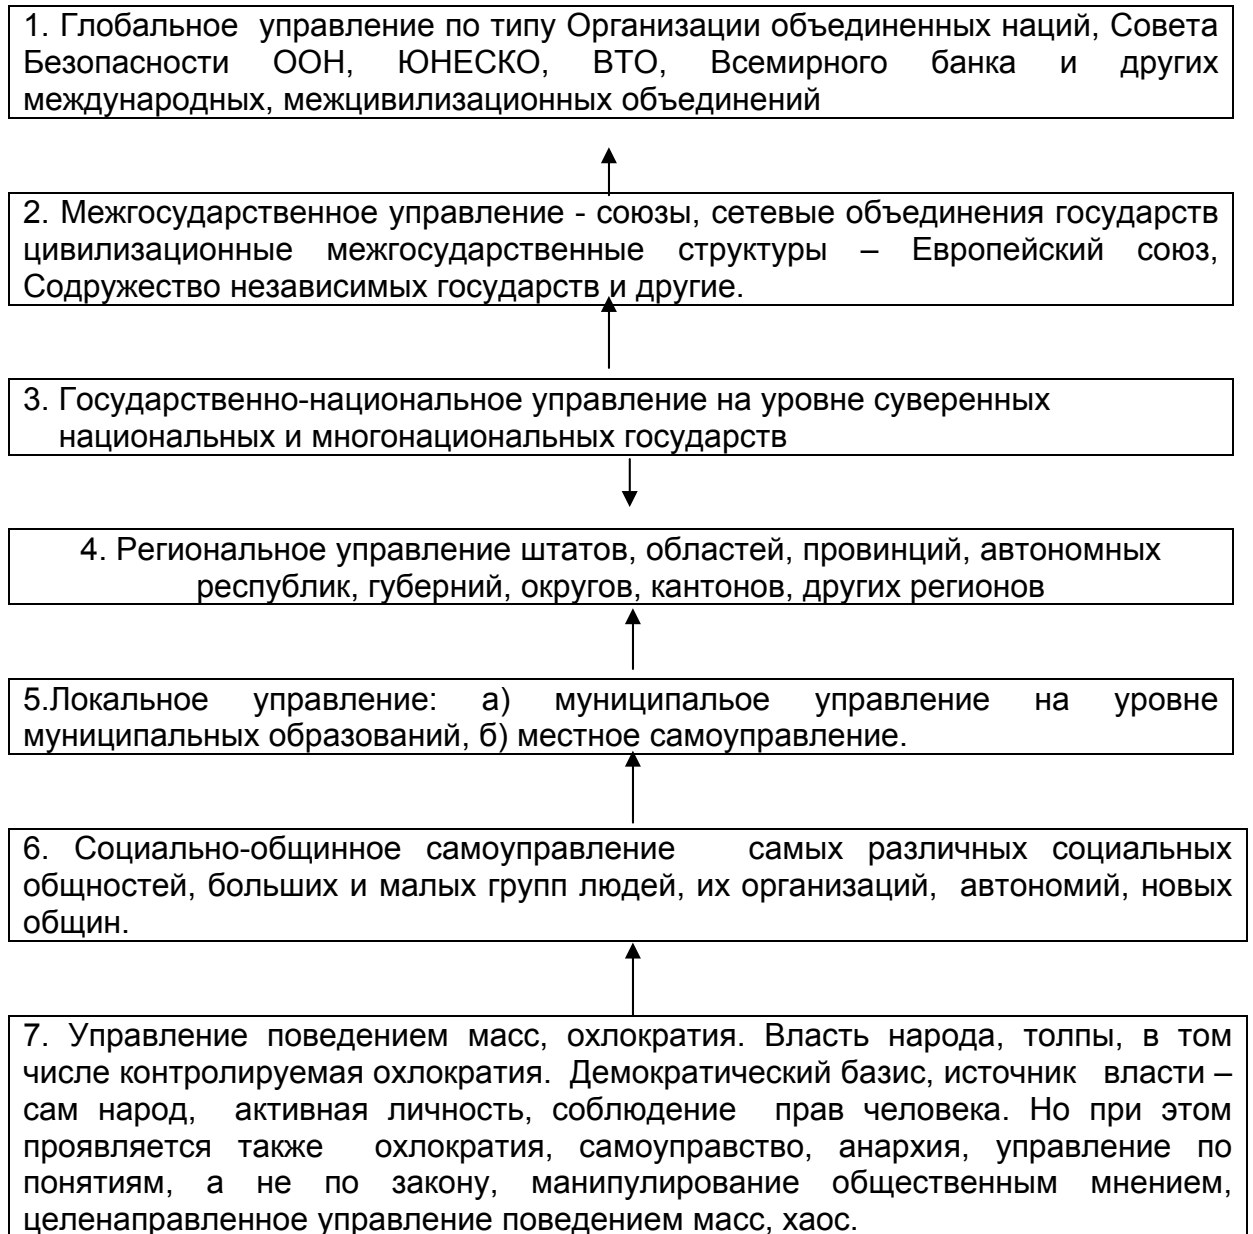 1. Глобальное управление по типу Организации объединенных наций, Совета
Безопасности ООН, ЮНЕСКО, ВТО, Всемирного банка и других
международных, межцивилизационных объединений
2. Межгосударственное управление - союзы, сетевые объединения государств
цивилизационные межгосударственные структуры – Европейский союз,
Содружество независимых государств и другие.
3. Государственно-национальное управление на уровне суверенных
национальных и многонациональных государств
4. Региональное управление штатов, областей, провинций, автономных
республик, губерний, округов, кантонов, других регионов
5.Локальное управление: а) муниципальое управление на уровне
муниципальных образований, б) местное самоуправление.
6. Социально-общинное самоуправление самых различных социальных
общностей, больших и малых групп людей, их организаций, автономий, новых
общин.
7. Управление поведением масс, охлократия. Власть народа, толпы, в том
числе контролируемая охлократия. Демократический базис, источник власти –
сам народ, активная личность, соблюдение прав человека. Но при этом
проявляется также охлократия, самоуправство, анархия, управление по
понятиям, а не по закону, манипулирование общественным мнением,
целенаправленное управление поведением масс, хаос.